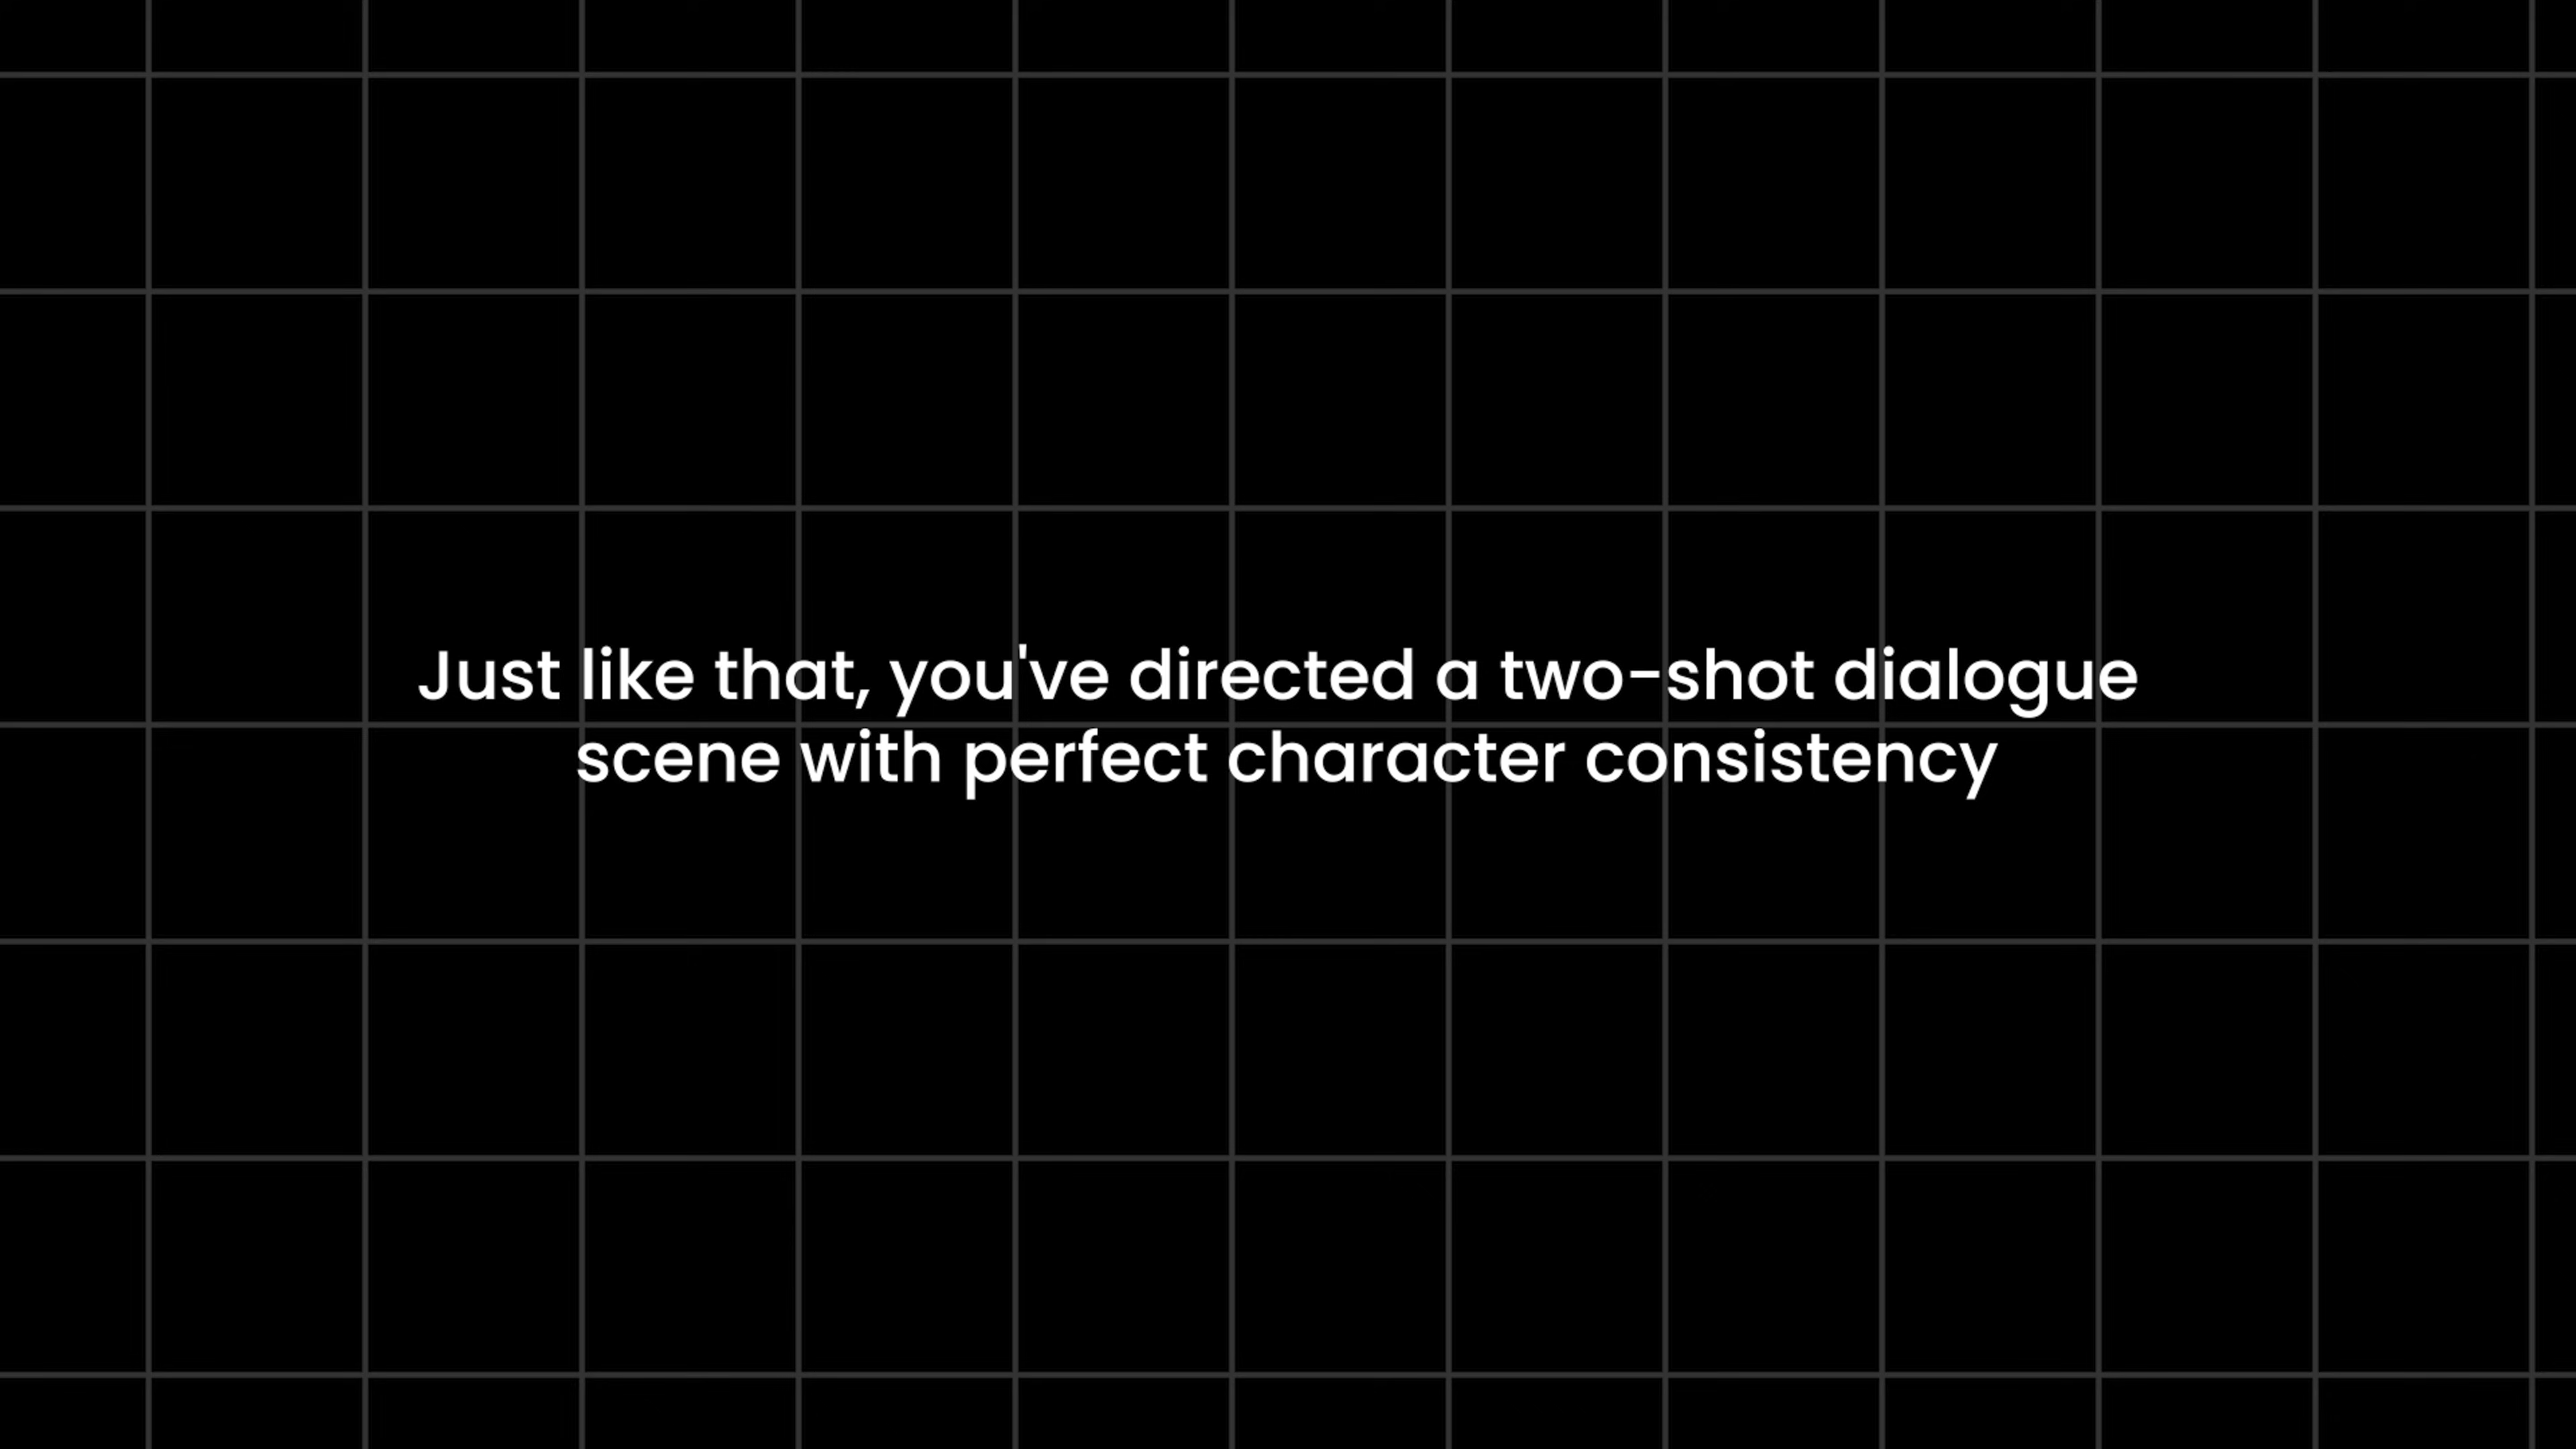 Just like that, you've directed a two-shot dialogue
scene with perfect character consistency